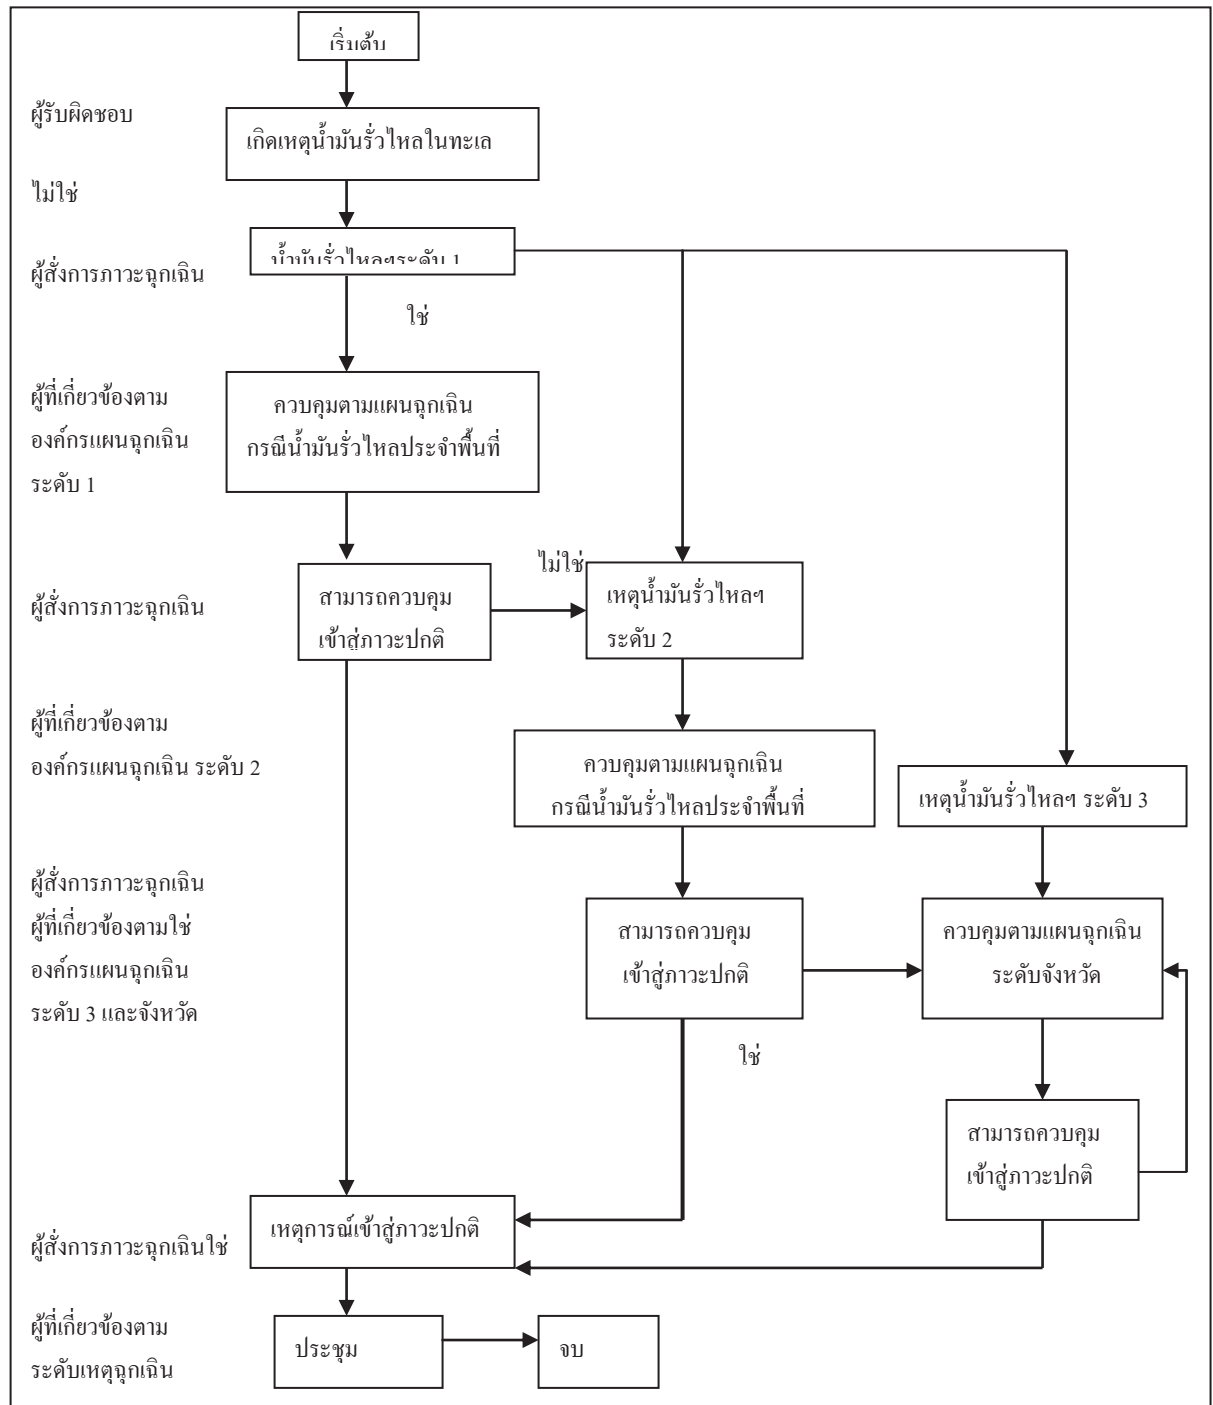 เริ่มต้น
ผู้รับผิดชอบ
เกิดเหตุน้ำมันรั่วไหลในทะเล
ไม่ใช่
น้ำมันรั่วไหลฯระดับ 1
ผู้สั่งการภาวะฉุกเฉิน
ใช่
ผู้ที่เกี่ยวข้องตาม
องค์กรแผนฉุกเฉิน
ระดับ 1
ควบคุมตามแผนฉุกเฉิน
กรณีน้ำมันรั่วไหลประจำพื้นที่
ไม่ใช่
ผู้สั่งการภาวะฉุกเฉิน
สามารถควบคุม
เข้าสู่ภาวะปกติ
เหตุน้ำมันรั่วไหลฯ
ระดับ 2
ผู้ที่เกี่ยวข้องตาม
องค์กรแผนฉุกเฉิน ระดับ 2
ควบคุมตามแผนฉุกเฉิน
กรณีน้ำมันรั่วไหลประจำพื้นที่
เหตุน้ำมันรั่วไหลฯ ระดับ 3
ผู้สั่งการภาวะฉุกเฉิน
ผู้ที่เกี่ยวข้องตามใช่
องค์กรแผนฉุกเฉิน
ระดับ 3 และจังหวัด
สามารถควบคุม
เข้าสู่ภาวะปกติ
ควบคุมตามแผนฉุกเฉิน
ระดับจังหวัด
ใช่
สามารถควบคุม
เข้าสู่ภาวะปกติ
เหตุการณ์เข้าสู่ภาวะปกติ
ผู้สั่งการภาวะฉุกเฉินใช่
ผู้ที่เกี่ยวข้องตาม
ระดับเหตุฉุกเฉิน
ประชุม
จบ